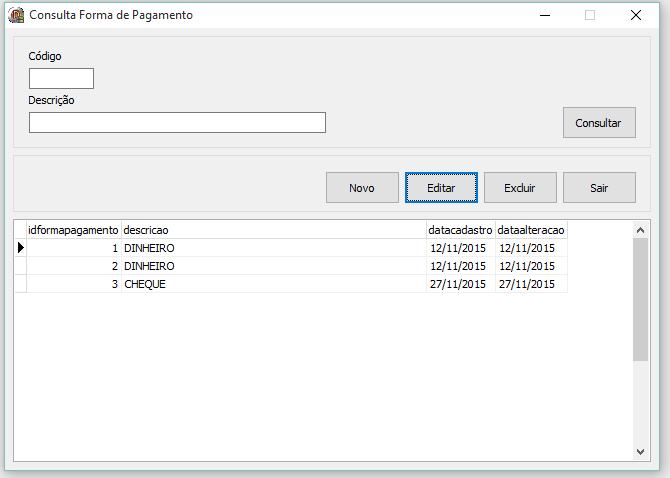 Consulta Forma de Pagamento
Código
Descrição
Consultar
Novo Editar Excluir Sair
idformapagamento descricao datacadastro dataalteracao
1 DINHEIRO 12/11/2015 12/11/2015
2 DINHEIRO 12/11/2015 12/11/2015
3 CHEQUE 27/11/2015 27/11/2015